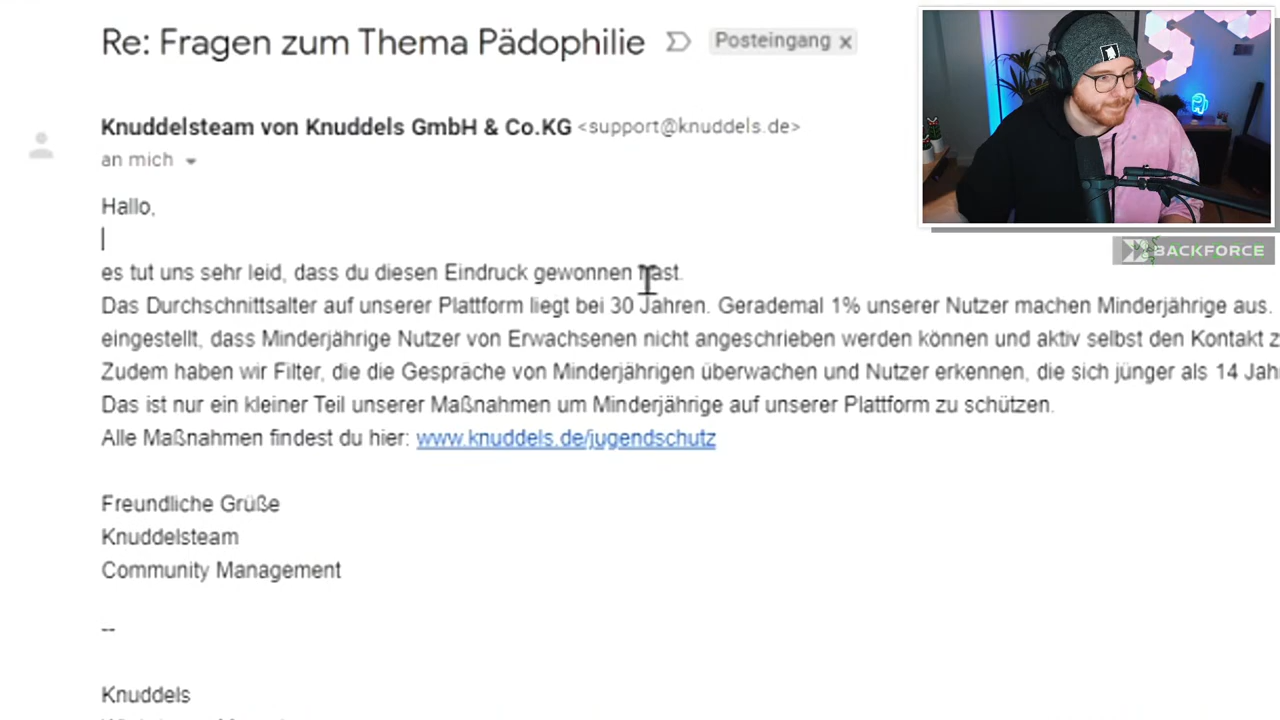 Re: Fragen zum Thema Pädophilie
Posteingang x
Knuddelsteam von Knuddels GmbH & Co.KG <support@knuddels.de>
an mich
BACKFORCE
Hallo,
es tut uns sehr leid, dass du diesen Eindruck gewonnen hast.
Das Durchschnittsalter auf unserer Plattform liegt bei 30 Jahren. Gerademal 1% unserer Nutzer machen Minderjährige aus.
eingestellt, dass Minderjährige Nutzer von Erwachsenen nicht angeschrieben werden können und aktiv selbst den Kontakt
Zudem haben wir Filter, die die Gespräche von Minderjährigen überwachen und Nutzer erkennen, die sich jünger als 14
Das ist nur ein kleiner Teil unserer Maßnahmen um Minderjährige auf unserer Plattform zu schützen.
Alle Maßnahmen findest du hier: www.knuddels.de/jugendschutz
Freundliche Grüße
Knuddelsteam
Community Management
--
Knuddels